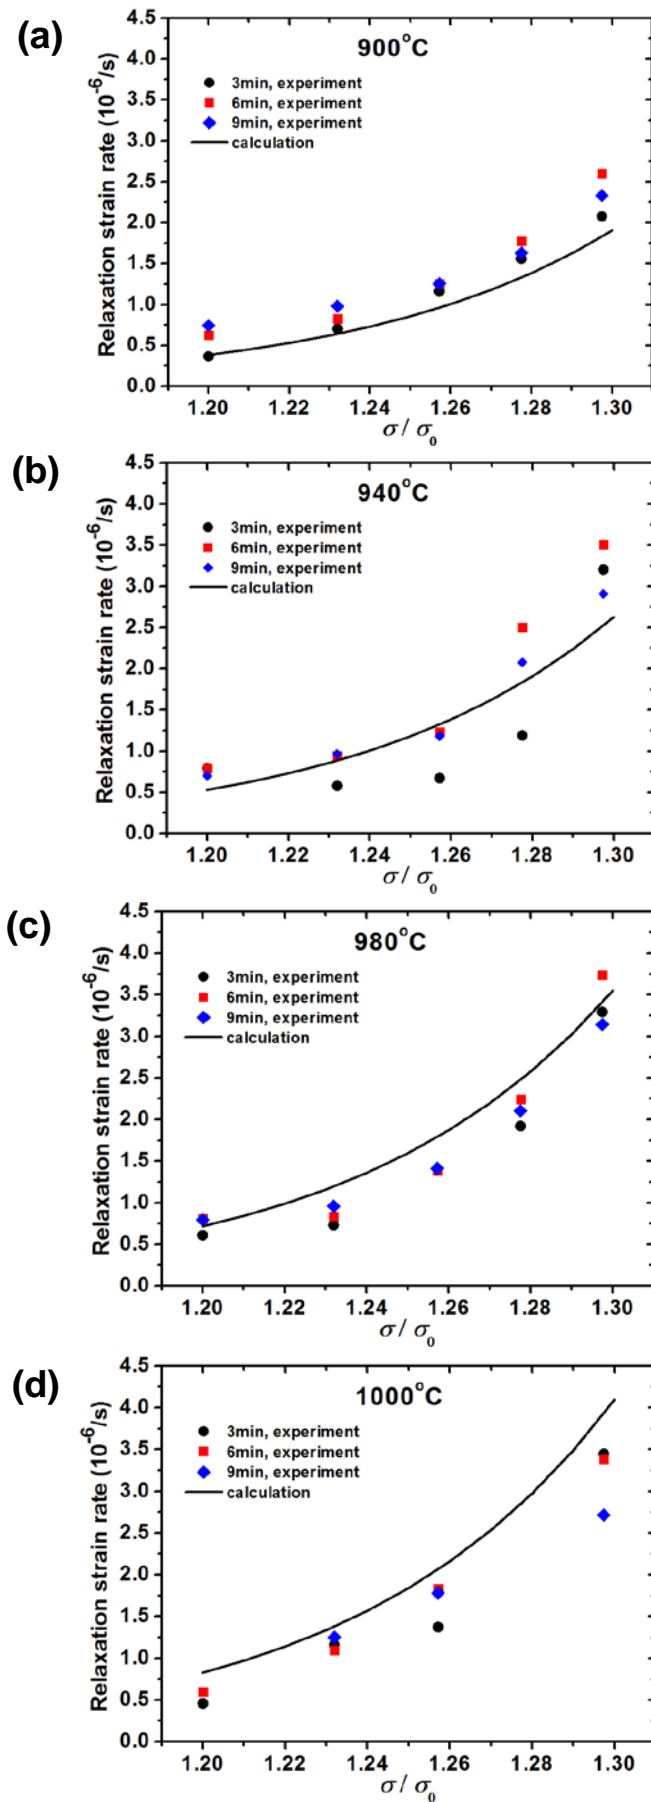 (a)
900°C
3min, experiment
6min, experiment
9min, experiment
calculation
Relaxation strain rate (10⁻⁶/s)
4.5
4.0
3.5
3.0
2.5
2.0
1.5
1.0
0.5
0.0
1.20 1.22 1.24 1.26 1.28 1.30
σ/ σ₀
(b)
940°C
3min, experiment
6min, experiment
9min, experiment
calculation
Relaxation strain rate (10⁻⁶/s)
4.5
4.0
3.5
3.0
2.5
2.0
1.5
1.0
0.5
0.0
1.20 1.22 1.24 1.26 1.28 1.30
σ/ σ₀
(c)
980°C
3min, experiment
6min, experiment
9min, experiment
calculation
Relaxation strain rate (10⁻⁶/s)
4.5
4.0
3.5
3.0
2.5
2.0
1.5
1.0
0.5
0.0
1.20 1.22 1.24 1.26 1.28 1.30
σ/ σ₀
(d)
1000°C
3min, experiment
6min, experiment
9min, experiment
calculation
Relaxation strain rate (10⁻⁶/s)
4.5
4.0
3.5
3.0
2.5
2.0
1.5
1.0
0.5
0.0
1.20 1.22 1.24 1.26 1.28 1.30
σ/ σ₀